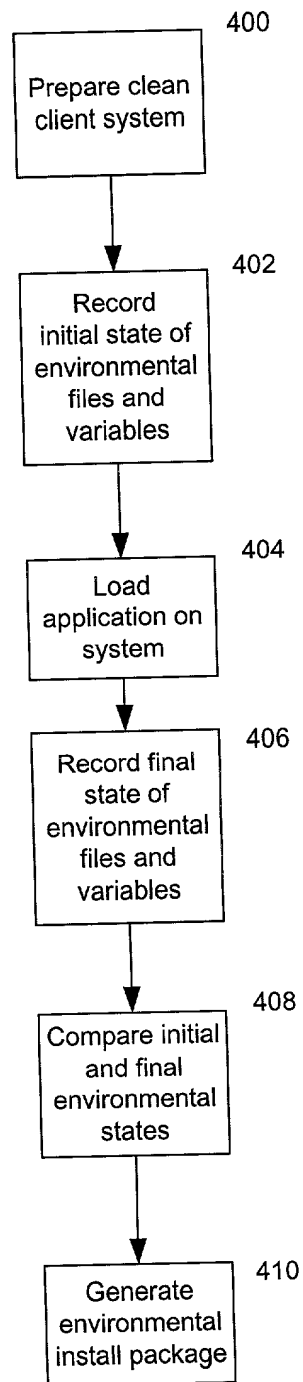 400
Prepare clean
client system
402
Record
initial state of
environmental
files and
variables
404
Load
application on
system
406
Record final
state of
environmental
files and
variables
408
Compare initial
and final
environmental
states
410
Generate
environmental
install package